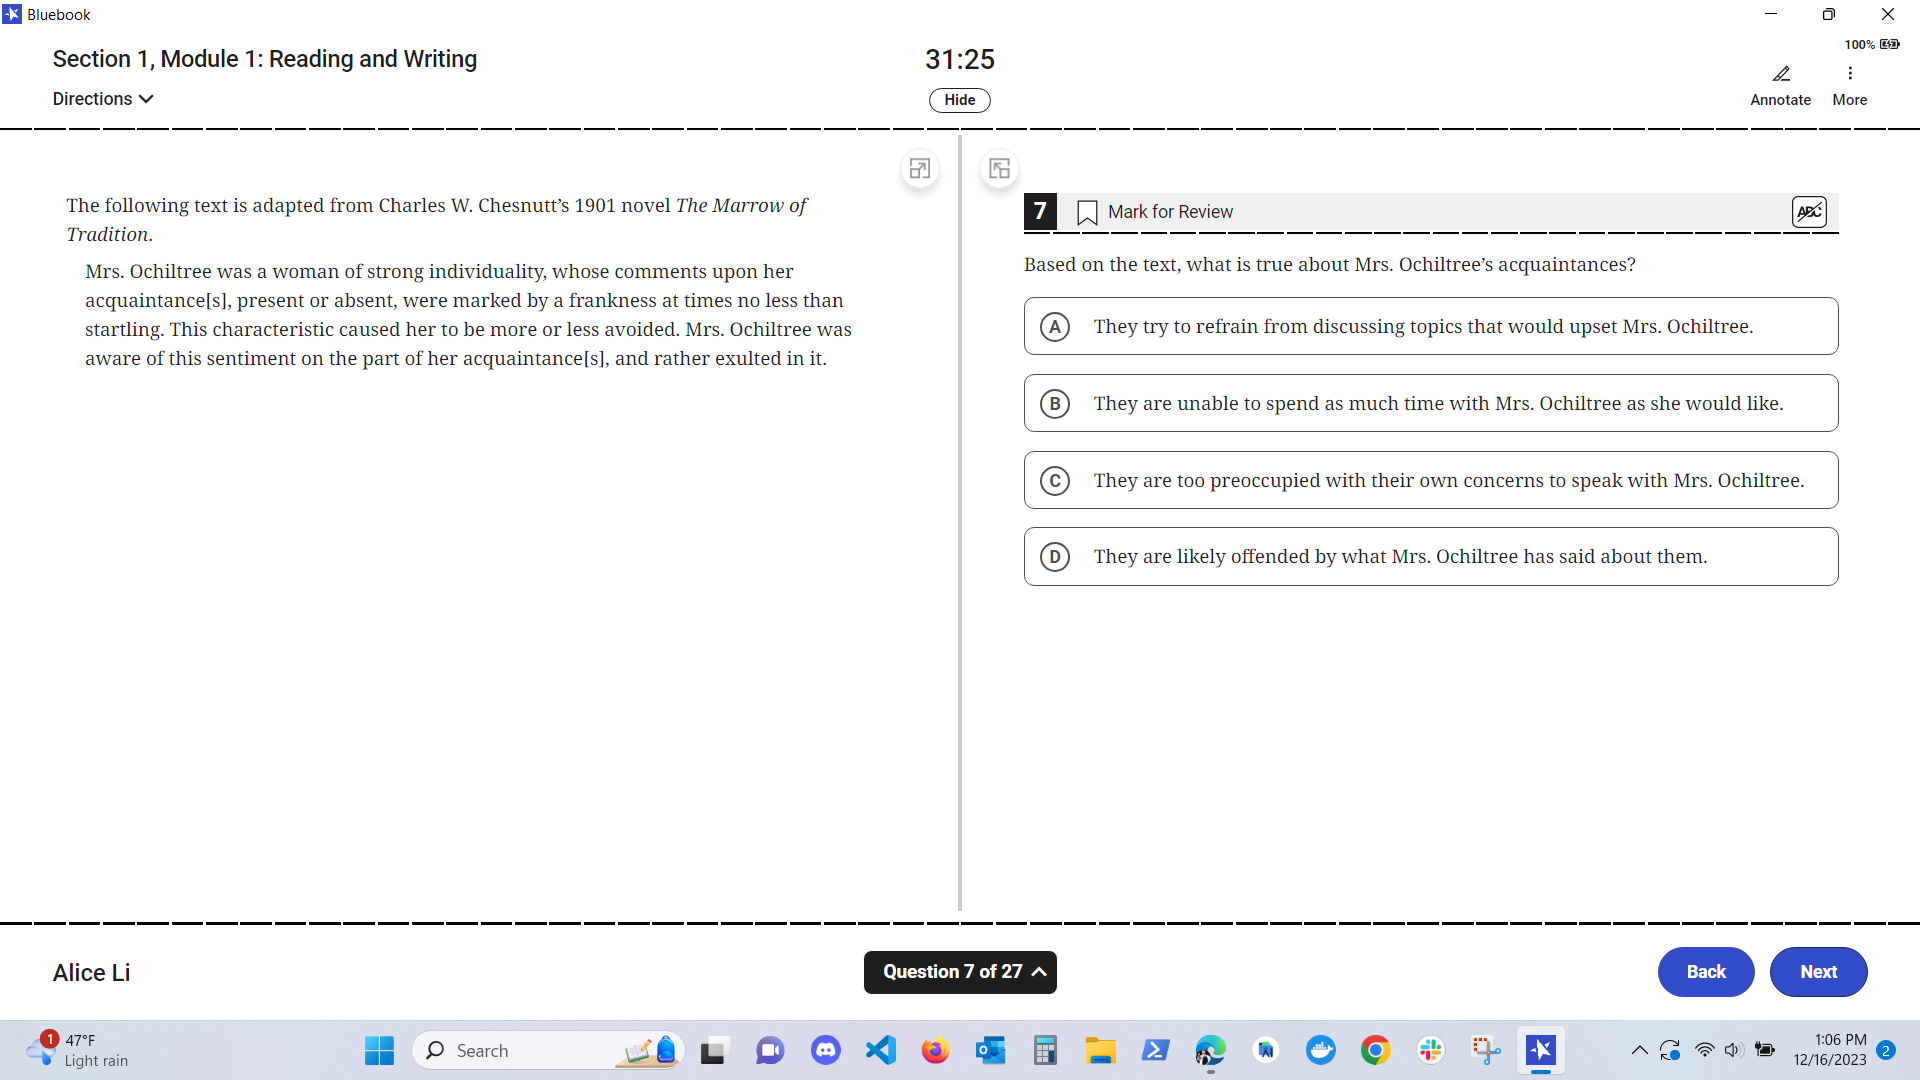 Bluebook
Section 1, Module 1: Reading and Writing
31:25
100%
Directions
Hide
Annotate
More
The following text is adapted from Charles W. Chesnutt's 1901 novel The Marrow of
Tradition.
Mrs. Ochiltree was a woman of strong individuality, whose comments upon her
acquaintance[s], present or absent, were marked by a frankness at times no less than
startling. This characteristic caused her to be more or less avoided. Mrs. Ochiltree was
aware of this sentiment on the part of her acquaintance[s], and rather exulted in it.
7
Mark for Review
ABC
Based on the text, what is true about Mrs. Ochiltree's acquaintances?
A They try to refrain from discussing topics that would upset Mrs. Ochiltree.
B They are unable to spend as much time with Mrs. Ochiltree as she would like.
C They are too preoccupied with their own concerns to speak with Mrs. Ochiltree.
D They are likely offended by what Mrs. Ochiltree has said about them.
Alice Li
Question 7 of 27
Back
Next
1
47°F
Light rain
Search
1:06 PM
12/16/2023
2